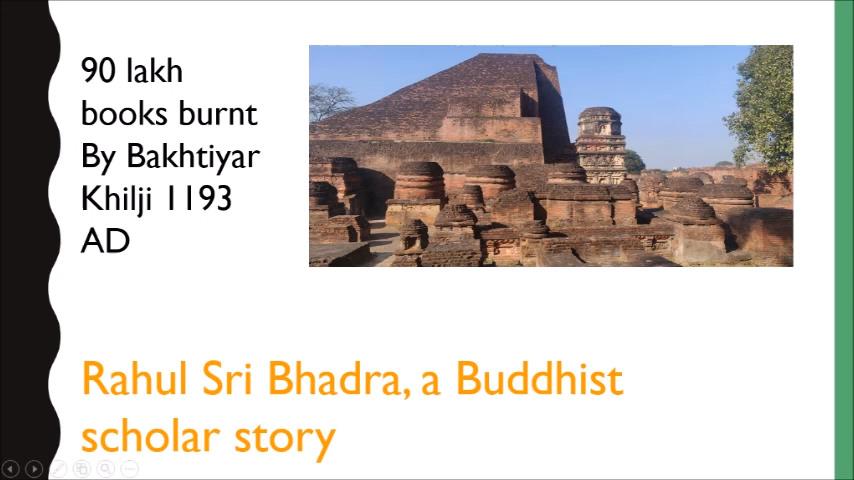 90 lakh
books burnt
By Bakhtiyar
Khilji 1193
AD
Rahul Sri Bhadra, a Buddhist
scholar story